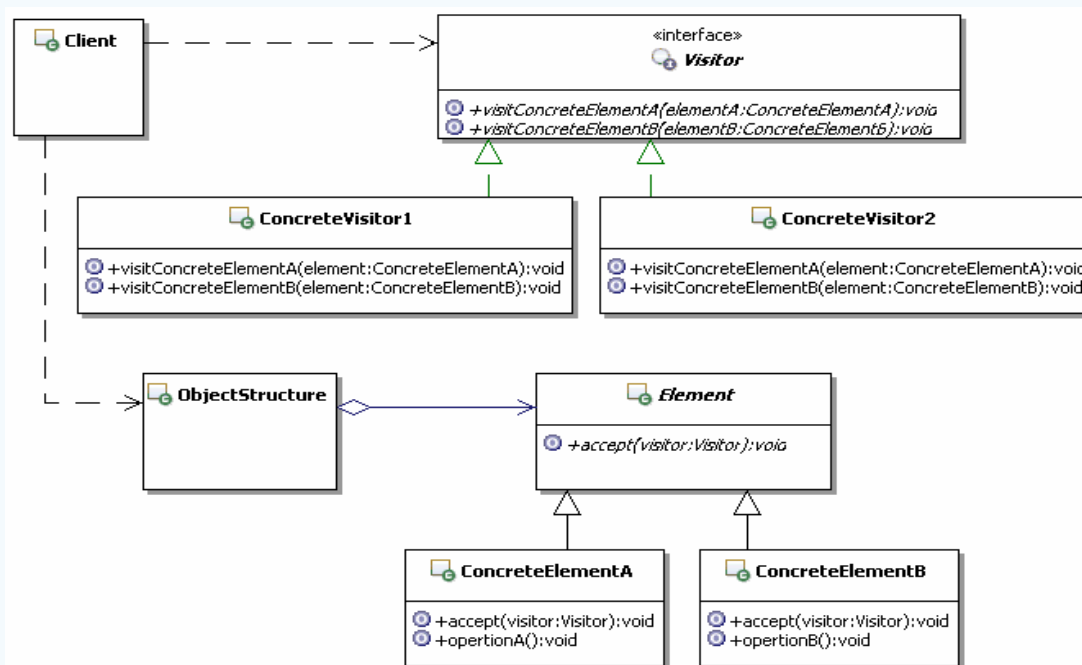 Client
«interface»
Visitor
+visitConcreteElementA(elementA:ConcreteElementA):void
+visitConcreteElementB(elementB:ConcreteElementB):void
ConcreteVisitor1
+visitConcreteElementA(element:ConcreteElementA):void
+visitConcreteElementB(element:ConcreteElementB):void
ConcreteVisitor2
+visitConcreteElementA(element:ConcreteElementA):void
+visitConcreteElementB(element:ConcreteElementB):void
ObjectStructure
Element
+accept(visitor:Visitor):void
ConcreteElementA
+accept(visitor:Visitor):void
+opertionA():void
ConcreteElementB
+accept(visitor:Visitor):void
+opertionB():void